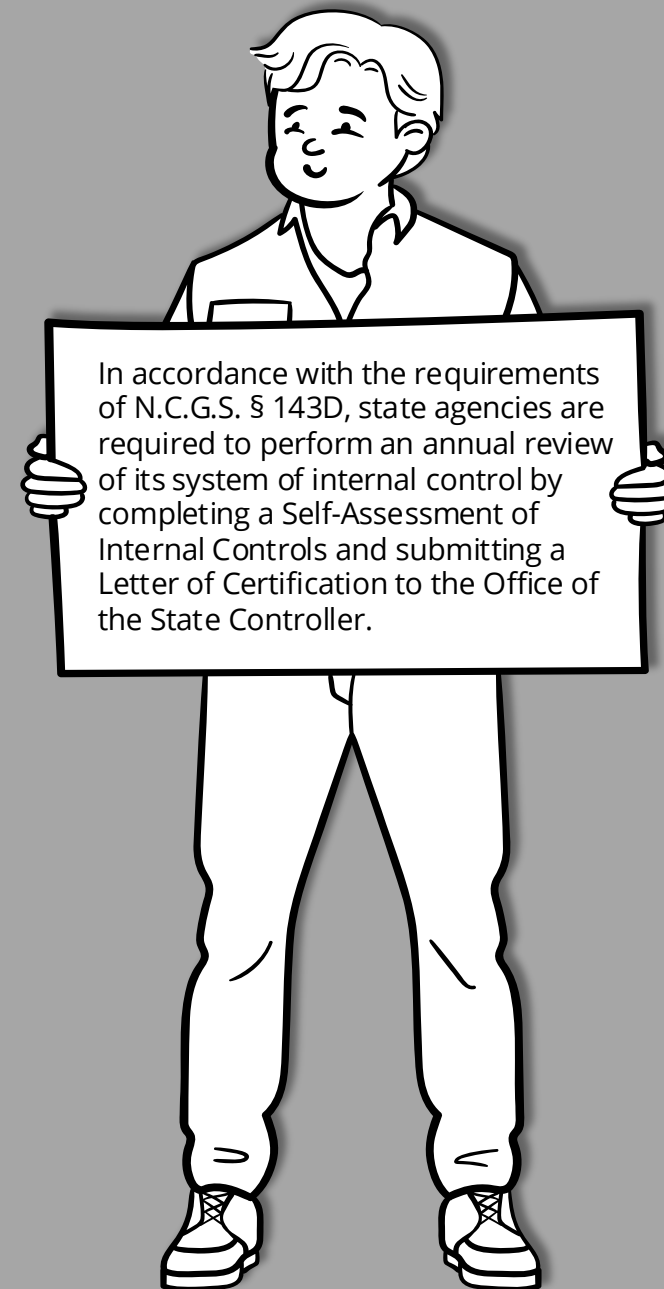 In accordance with the requirements
of N.C.G.S. § 143D, state agencies are
required to perform an annual review
of its system of internal control by
completing a Self-Assessment of
Internal Controls and submitting a
Letter of Certification to the Office of
the State Controller.